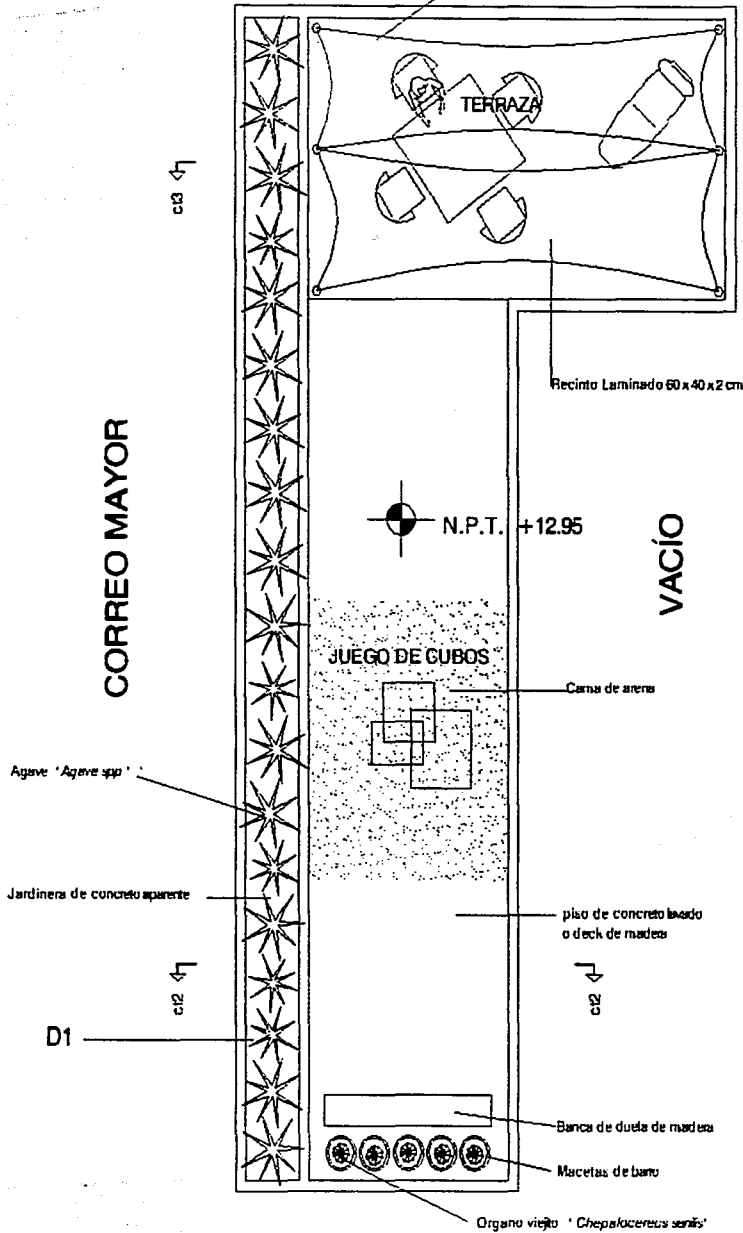 TERRAZA
ct3
Recinto Laminado 60 x 40 x 2 cm
CORREO MAYOR
N.P.T. +12.95
VACÍO
JUEGO DE CUBOS
Cama de arena
Agave 'Agave spp'
Jardinera de concreto aparente
piso de concreto lavado
o deck de madera
ct2
ct2
D1
Banca de duela de madera
Macetas de barro
Organo viejito 'Chepalocereus senilis'